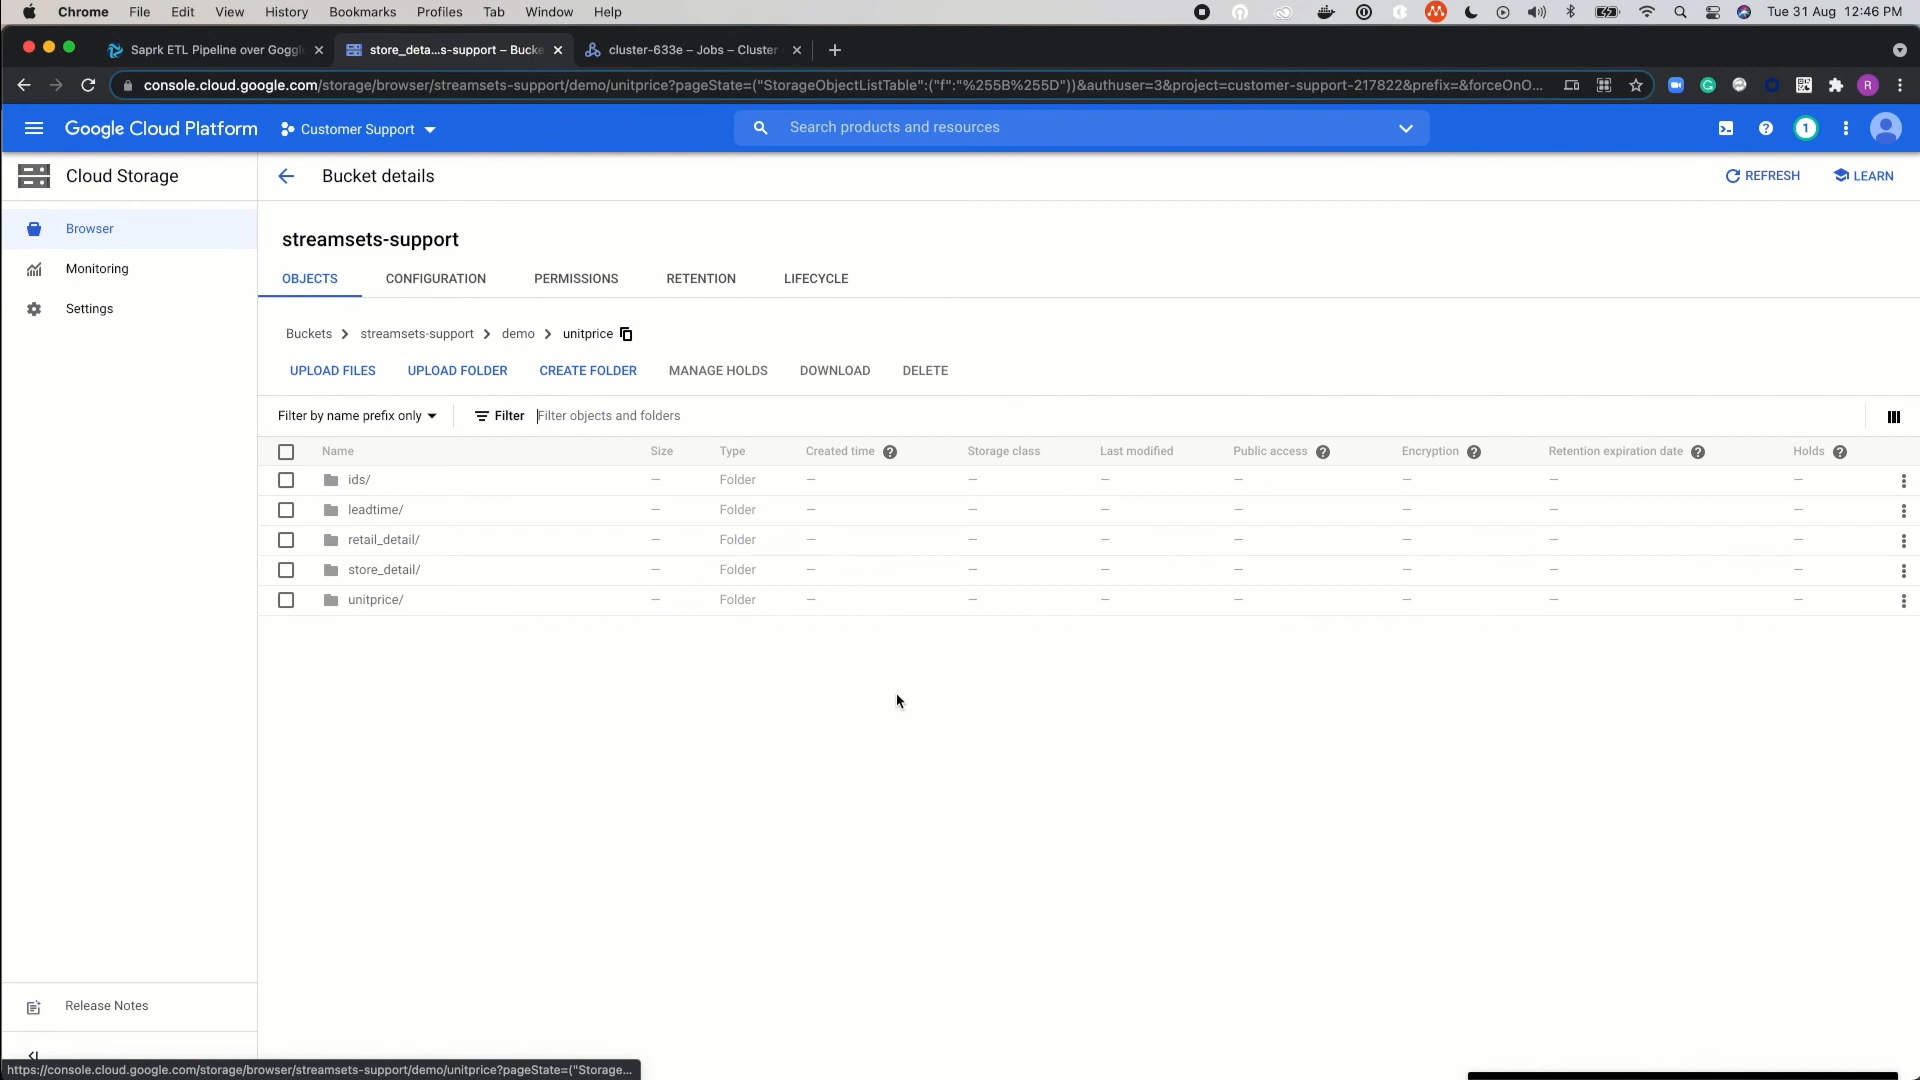 Chrome File Edit View History Bookmarks Profiles Tab Window Help Tue 31 Aug 12:46 PM
Saprk ETL Pipeline over Goggl store_deta...s-support – Bucke cluster-633e – Jobs – Cluster
console.cloud.google.com/storage/browser/streamsets-support/demo/unitprice?pageState=("StorageObjectListTable":("f":"%255B%255D"))&authuser=3&project=customer-support-217822&prefix=&forceOnO... R
Google Cloud Platform Customer Support Search products and resources 1
Cloud Storage Bucket details REFRESH LEARN
Browser
Monitoring
Settings
streamsets-support
OBJECTS CONFIGURATION PERMISSIONS RETENTION LIFECYCLE
Buckets streamsets-support demo unitprice
UPLOAD FILES UPLOAD FOLDER CREATE FOLDER MANAGE HOLDS DOWNLOAD DELETE
Filter by name prefix only Filter Filter objects and folders
Name Size Type Created time Storage class Last modified Public access Encryption Retention expiration date Holds
ids/ — Folder — — — — — — —
leadtime/ — Folder — — — — — — —
retail_detail/ — Folder — — — — — — —
store_detail/ — Folder — — — — — — —
unitprice/ — Folder — — — — — — —
Release Notes
https://console.cloud.google.com/storage/browser/streamsets-support/demo/unitprice?pageState=("Storage...